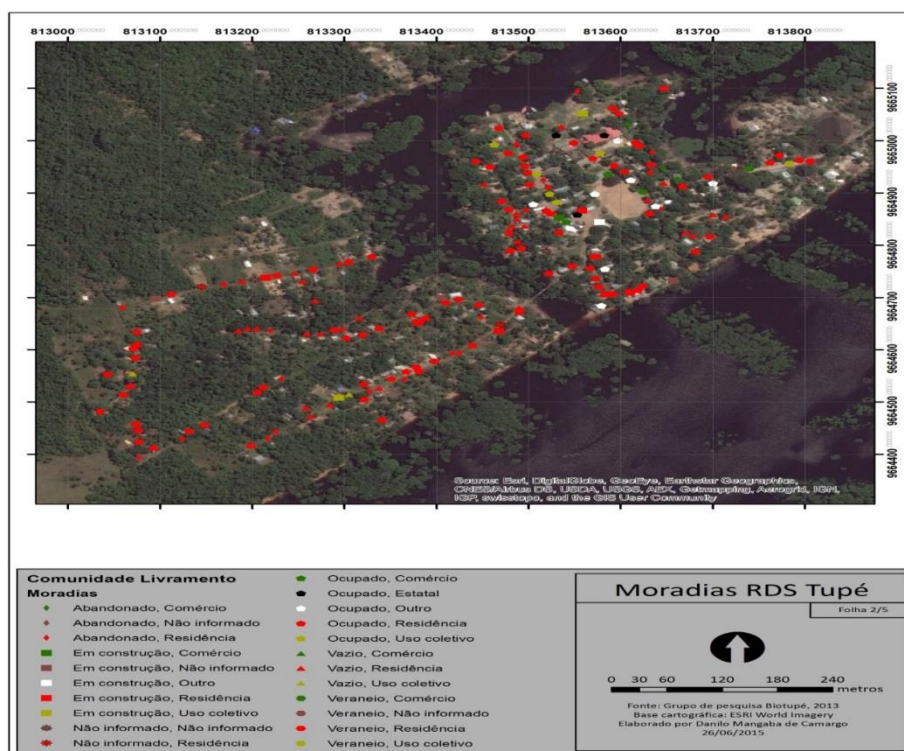 813000 813100 813200 813300 813400 813500 813600 813700 813800
9665100
9665000
9664900
9664800
9664700
9664600
9664500
9664400
Source: Esri, DigitalGlobe, GeoEye, Earthstar Geographics,
CNES/Airbus DS, USDA, USGS, AEX, Getmapping, Aerogrid, IGN,
IGP, swisstopo, and the GIS User Community
Comunidade Livramento
Moradias
Abandonado, Comércio
Abandonado, Não informado
Abandonado, Residência
Em construção, Comércio
Em construção, Não informado
Em construção, Outro
Em construção, Residência
Em construção, Uso coletivo
Não informado, Não informado
Não informado, Residência
Ocupado, Comércio
Ocupado, Estatal
Ocupado, Outro
Ocupado, Residência
Ocupado, Uso coletivo
Vazio, Comércio
Vazio, Residência
Vazio, Uso coletivo
Veraneio, Comércio
Veraneio, Não informado
Veraneio, Residência
Veraneio, Uso coletivo
Moradias RDS Tupé
Folha 2/5
0 30 60 120 180 240
metros
Fonte: Grupo de pesquisa Biotupé, 2013
Base cartográfica: ESRI World Imagery
Elaborado por Danilo Mangaba de Camargo
26/06/2015